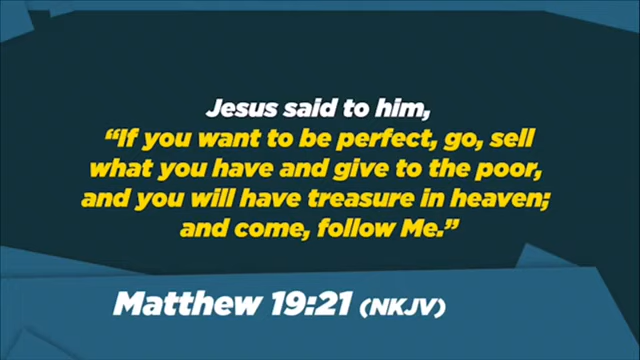 Jesus said to him,
“If you want to be perfect, go, sell
what you have and give to the poor,
and you will have treasure in heaven;
and come, follow Me.”
Matthew 19:21 (NKJV)